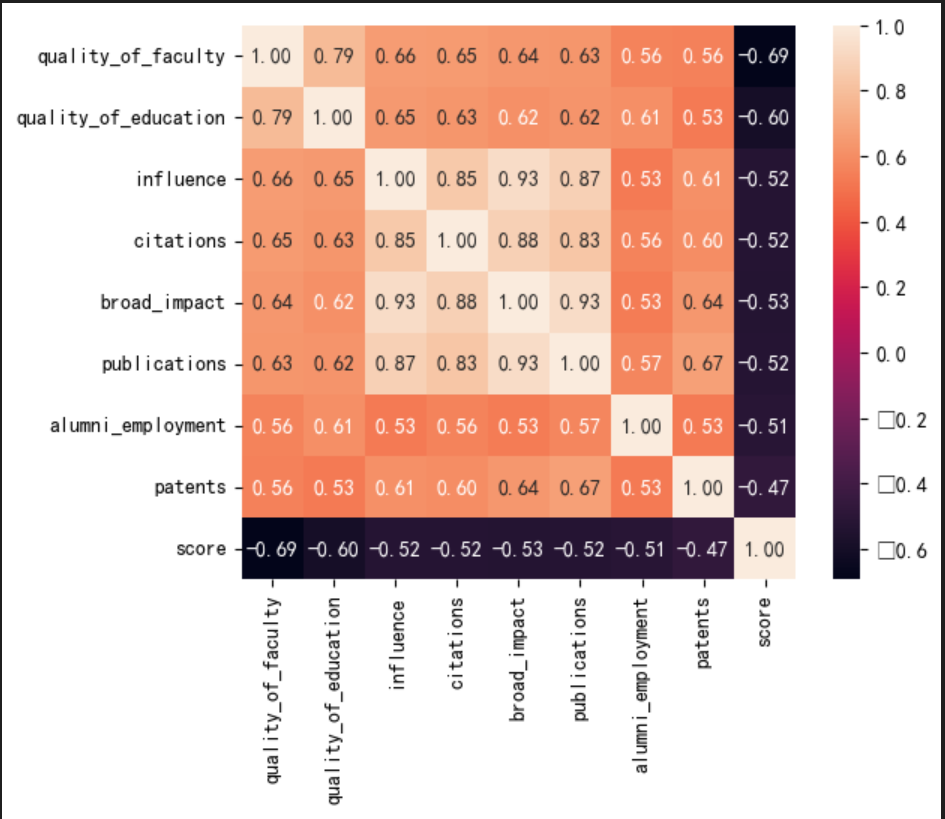 quality_of_faculty 1.00 0.79 0.66 0.65 0.64 0.63 0.56 0.56 −0.69
quality_of_education 0.79 1.00 0.65 0.63 0.62 0.62 0.61 0.53 −0.60
influence 0.66 0.65 1.00 0.85 0.93 0.87 0.53 0.61 −0.52
citations 0.65 0.63 0.85 1.00 0.88 0.83 0.56 0.60 −0.52
broad_impact 0.64 0.62 0.93 0.88 1.00 0.93 0.53 0.64 −0.53
publications 0.63 0.62 0.87 0.83 0.93 1.00 0.57 0.67 −0.52
alumni_employment 0.56 0.61 0.53 0.56 0.53 0.57 1.00 0.53 −0.51
patents 0.56 0.53 0.61 0.60 0.64 0.67 0.53 1.00 −0.47
score −0.69 −0.60 −0.52 −0.52 −0.53 −0.52 −0.51 −0.47 1.00
quality_of_faculty
quality_of_education
influence
citations
broad_impact
publications
alumni_employment
patents
score
1.0
0.8
0.6
0.4
0.2
0.0
□0.2
□0.4
□0.6